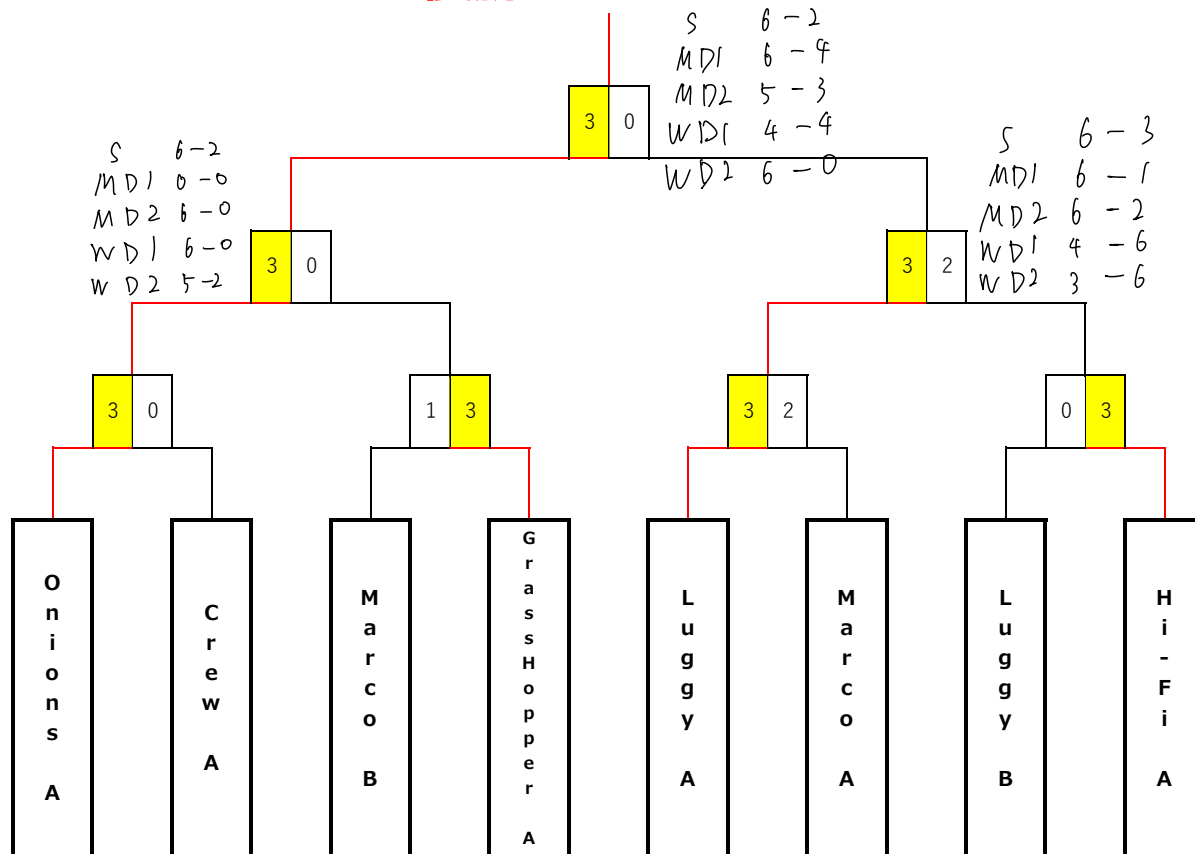 S 6-2
MD1 6-4
MD2 5-3
WD1 4-4
WD2 6-0
3 0
S 6-2
MD1 0-0
MD2 6-0
WD1 6-0
WD2 5-2
3 0
S 6-3
MD1 6-1
MD2 6-2
WD1 4-6
WD2 3-6
3 2
3 0
1 3
3 2
0 3
Onions A
Crew A
Marco B
GrassHopper A
Luggy A
Marco A
Luggy B
Hi-Fi A